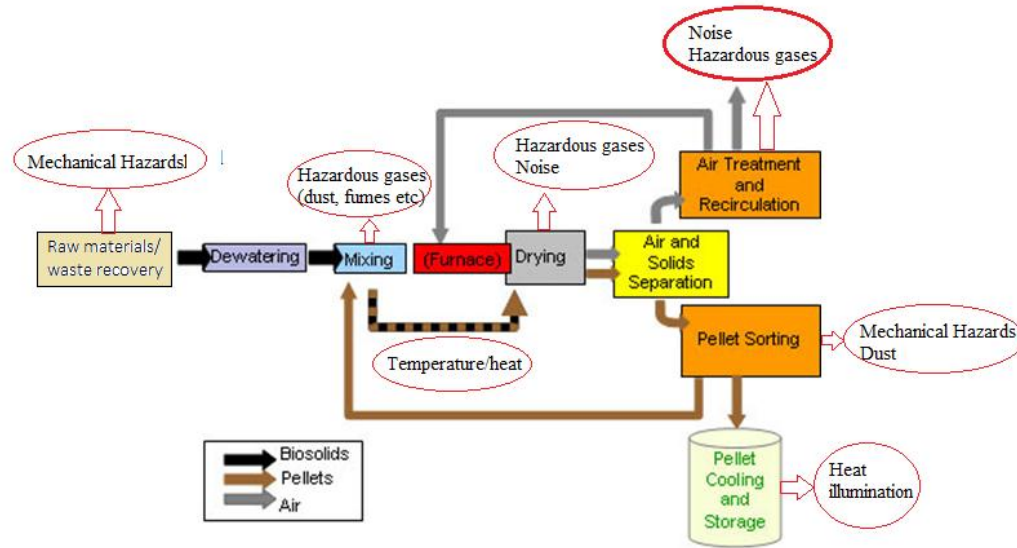 Noise
Hazardous gases
Mechanical Hazards
Hazardous gases
(dust, fumes etc)
Hazardous gases
Noise
Air Treatment
and
Recirculation
Raw materials/
waste recovery
Dewatering
Mixing
(Furnace)
Drying
Air and
Solids
Separation
Temperature/heat
Pellet Sorting
Mechanical Hazards
Dust
Biosolids
Pellets
Air
Pellet
Cooling
and
Storage
Heat
illumination